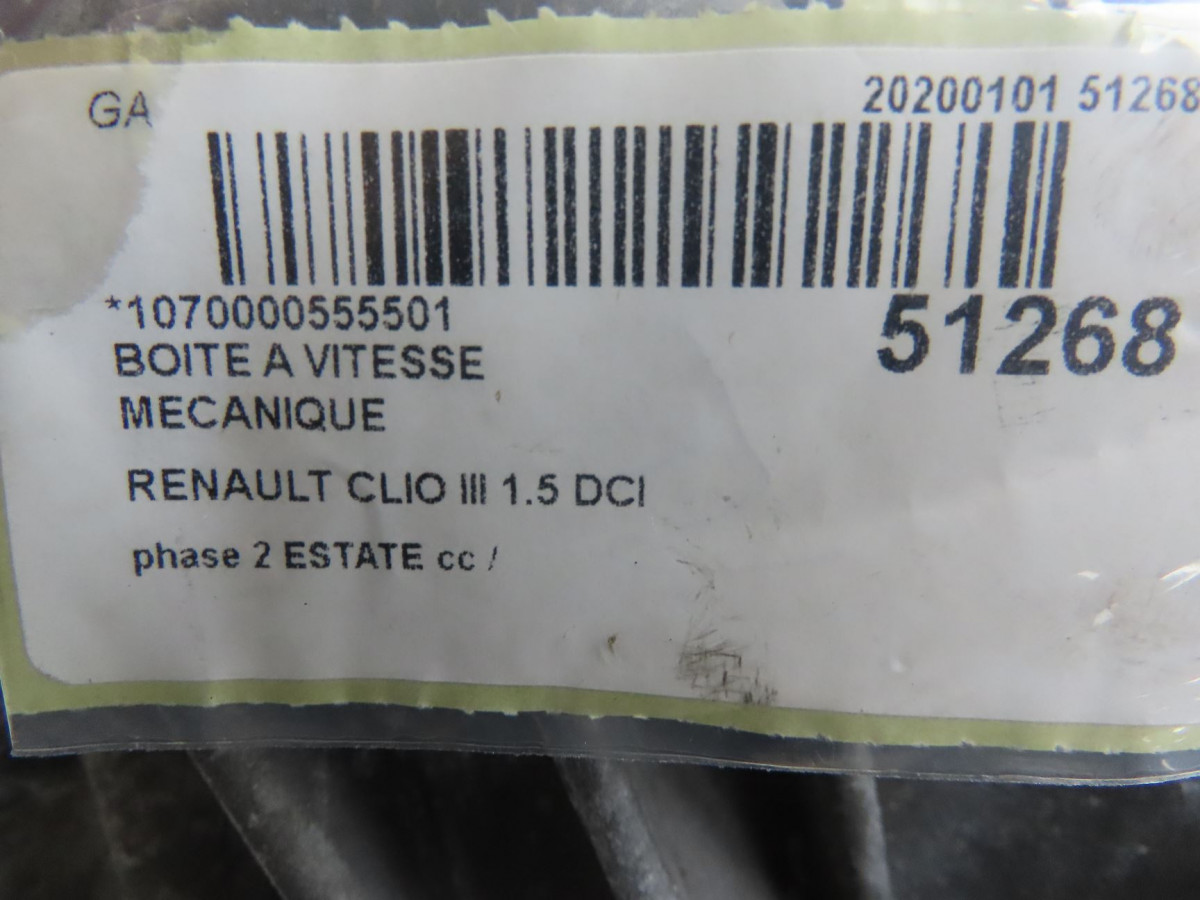 GA
20200101 51268
*1070000555501
51268
BOITE A VITESSE
MECANIQUE
RENAULT CLIO III 1.5 DCI
phase 2 ESTATE cc /